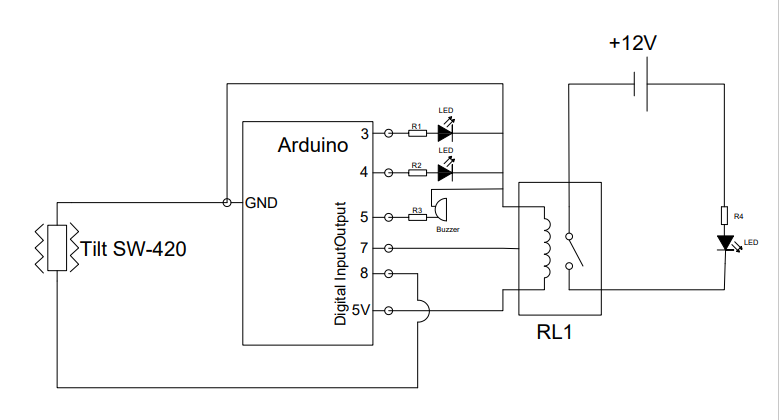 +12V
LED
3
R1
Arduino
LED
4
R2
GND
5
R3
R4
Buzzer
LED
Tilt SW-420
7
8
Digital InputOutput
5V
RL1